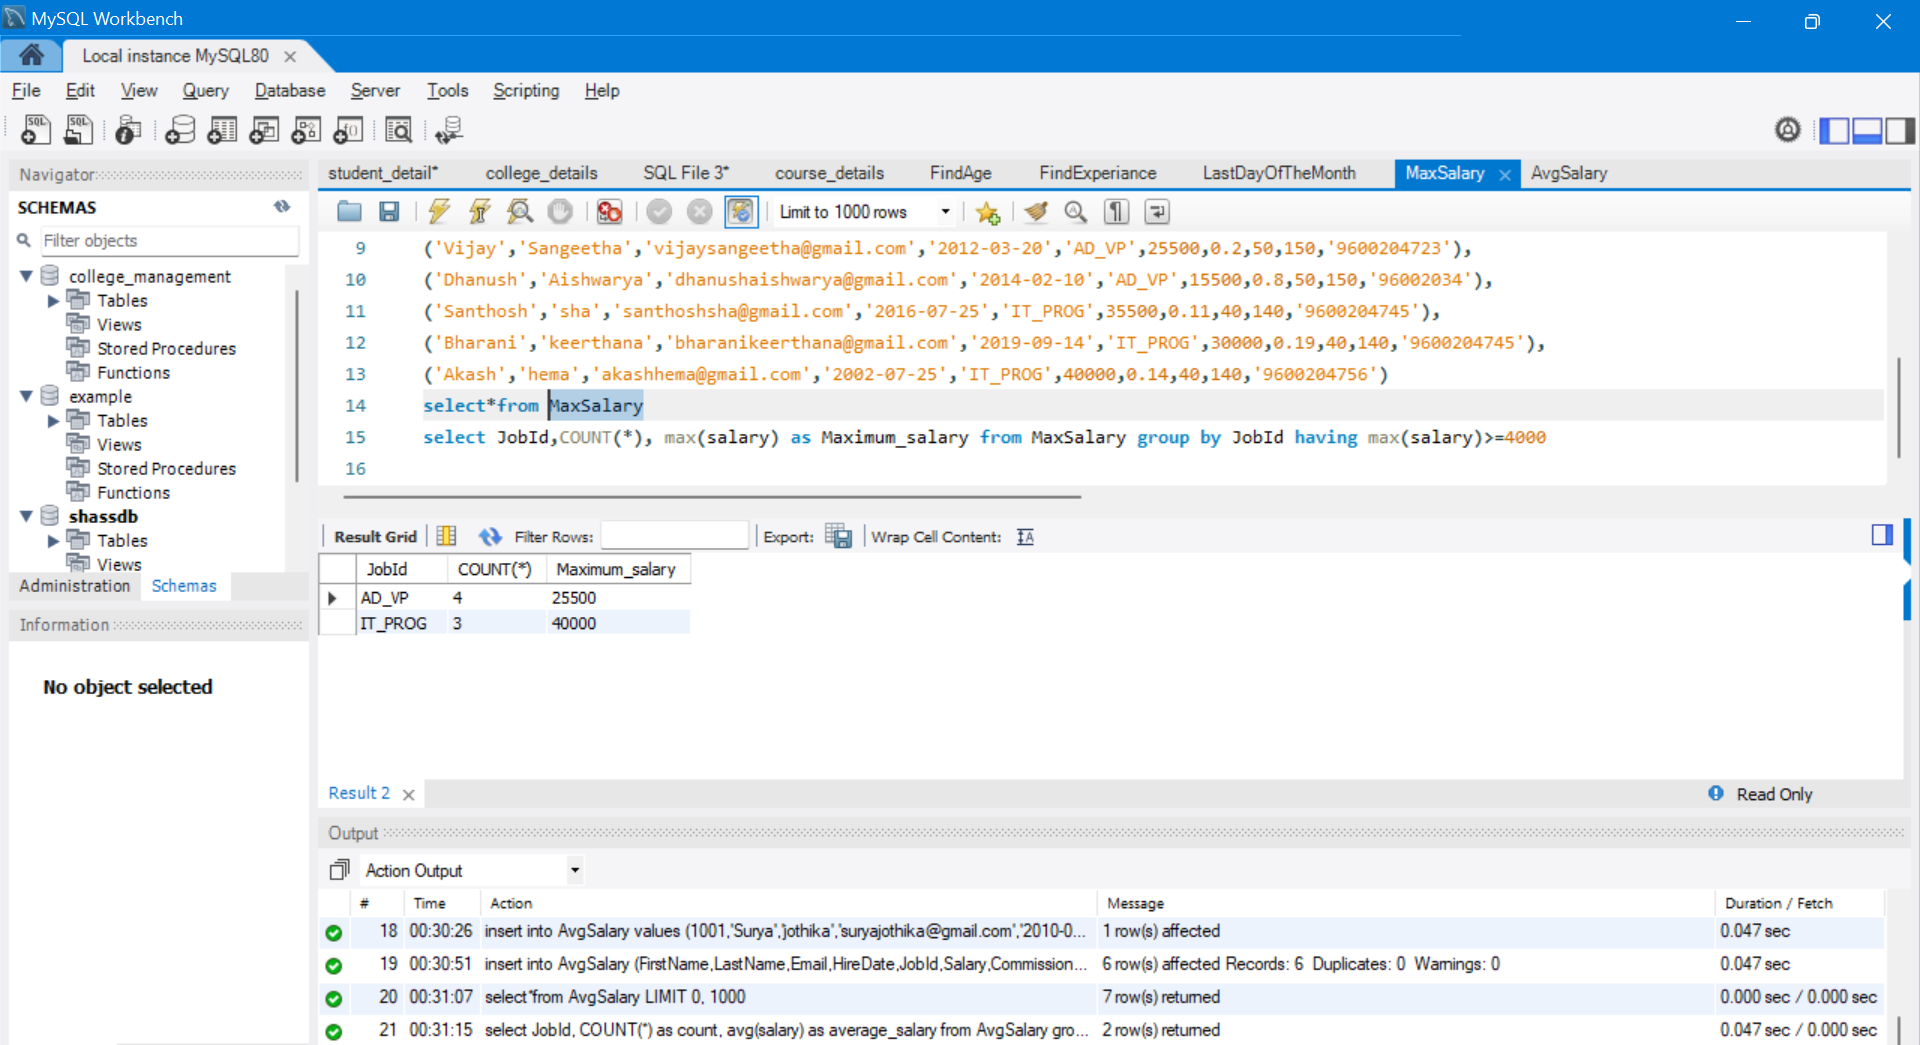 MySQL Workbench
Local instance MySQL80
File Edit View Query Database Server Tools Scripting Help
Navigator
SCHEMAS
Filter objects
college_management
Tables
Views
Stored Procedures
Functions
example
Tables
Views
Stored Procedures
Functions
shassdb
Tables
Views
Administration Schemas
Information
No object selected
student_detail* college_details SQL File 3* course_details FindAge FindExperiance LastDayOfTheMonth MaxSalary AvgSalary
Limit to 1000 rows
9 ('Vijay','Sangeetha','vijaysangeetha@gmail.com','2012-03-20','AD_VP',25500,0.2,50,150,'9600204723'),
10 ('Dhanush','Aishwarya','dhanushaishwarya@gmail.com','2014-02-10','AD_VP',15500,0.8,50,150,'96002034'),
11 ('Santhosh','sha','santhoshsha@gmail.com','2016-07-25','IT_PROG',35500,0.11,40,140,'9600204745'),
12 ('Bharani','keerthana','bharanikeerthana@gmail.com','2019-09-14','IT_PROG',30000,0.19,40,140,'9600204745'),
13 ('Akash','hema','akashhema@gmail.com','2002-07-25','IT_PROG',40000,0.14,40,140,'9600204756')
14 select*from MaxSalary
15 select JobId,COUNT(*), max(salary) as Maximum_salary from MaxSalary group by JobId having max(salary)>=4000
16
Result Grid Filter Rows: Export: Wrap Cell Content:
JobId COUNT(*) Maximum_salary
AD_VP 4 25500
IT_PROG 3 40000
Result 2 Read Only
Output
Action Output
# Time Action Message Duration / Fetch
18 00:30:26 insert into AvgSalary values (1001,'Surya','jothika','suryajothika@gmail.com','2010-0... 1 row(s) affected 0.047 sec
19 00:30:51 insert into AvgSalary (FirstName,LastName,Email,HireDate,JobId,Salary,Commission... 6 row(s) affected Records: 6 Duplicates: 0 Warnings: 0 0.047 sec
20 00:31:07 select*from AvgSalary LIMIT 0, 1000 7 row(s) returned 0.000 sec / 0.000 sec
21 00:31:15 select JobId, COUNT(*) as count, avg(salary) as average_salary from AvgSalary gro... 2 row(s) returned 0.047 sec / 0.000 sec